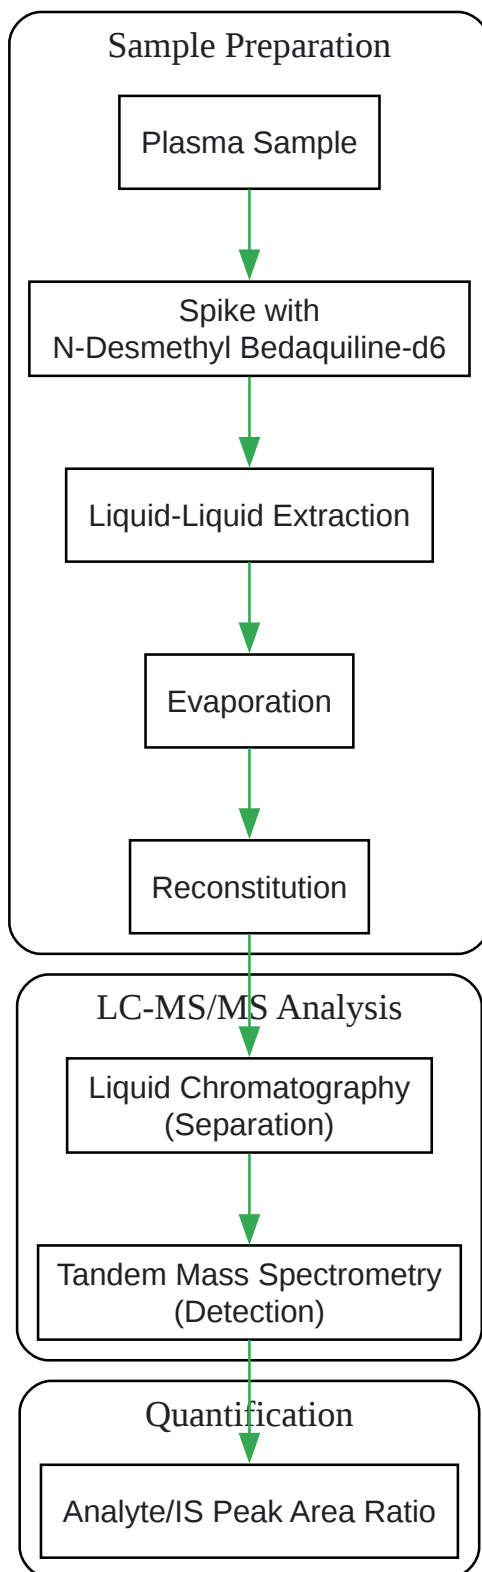 Sample Preparation
Plasma Sample
Spike with
N-Desmethyl Bedaquiline-d6
Liquid-Liquid Extraction
Evaporation
Reconstitution
LC-MS/MS Analysis
Liquid Chromatography
(Separation)
Tandem Mass Spectrometry
(Detection)
Quantification
Analyte/IS Peak Area Ratio